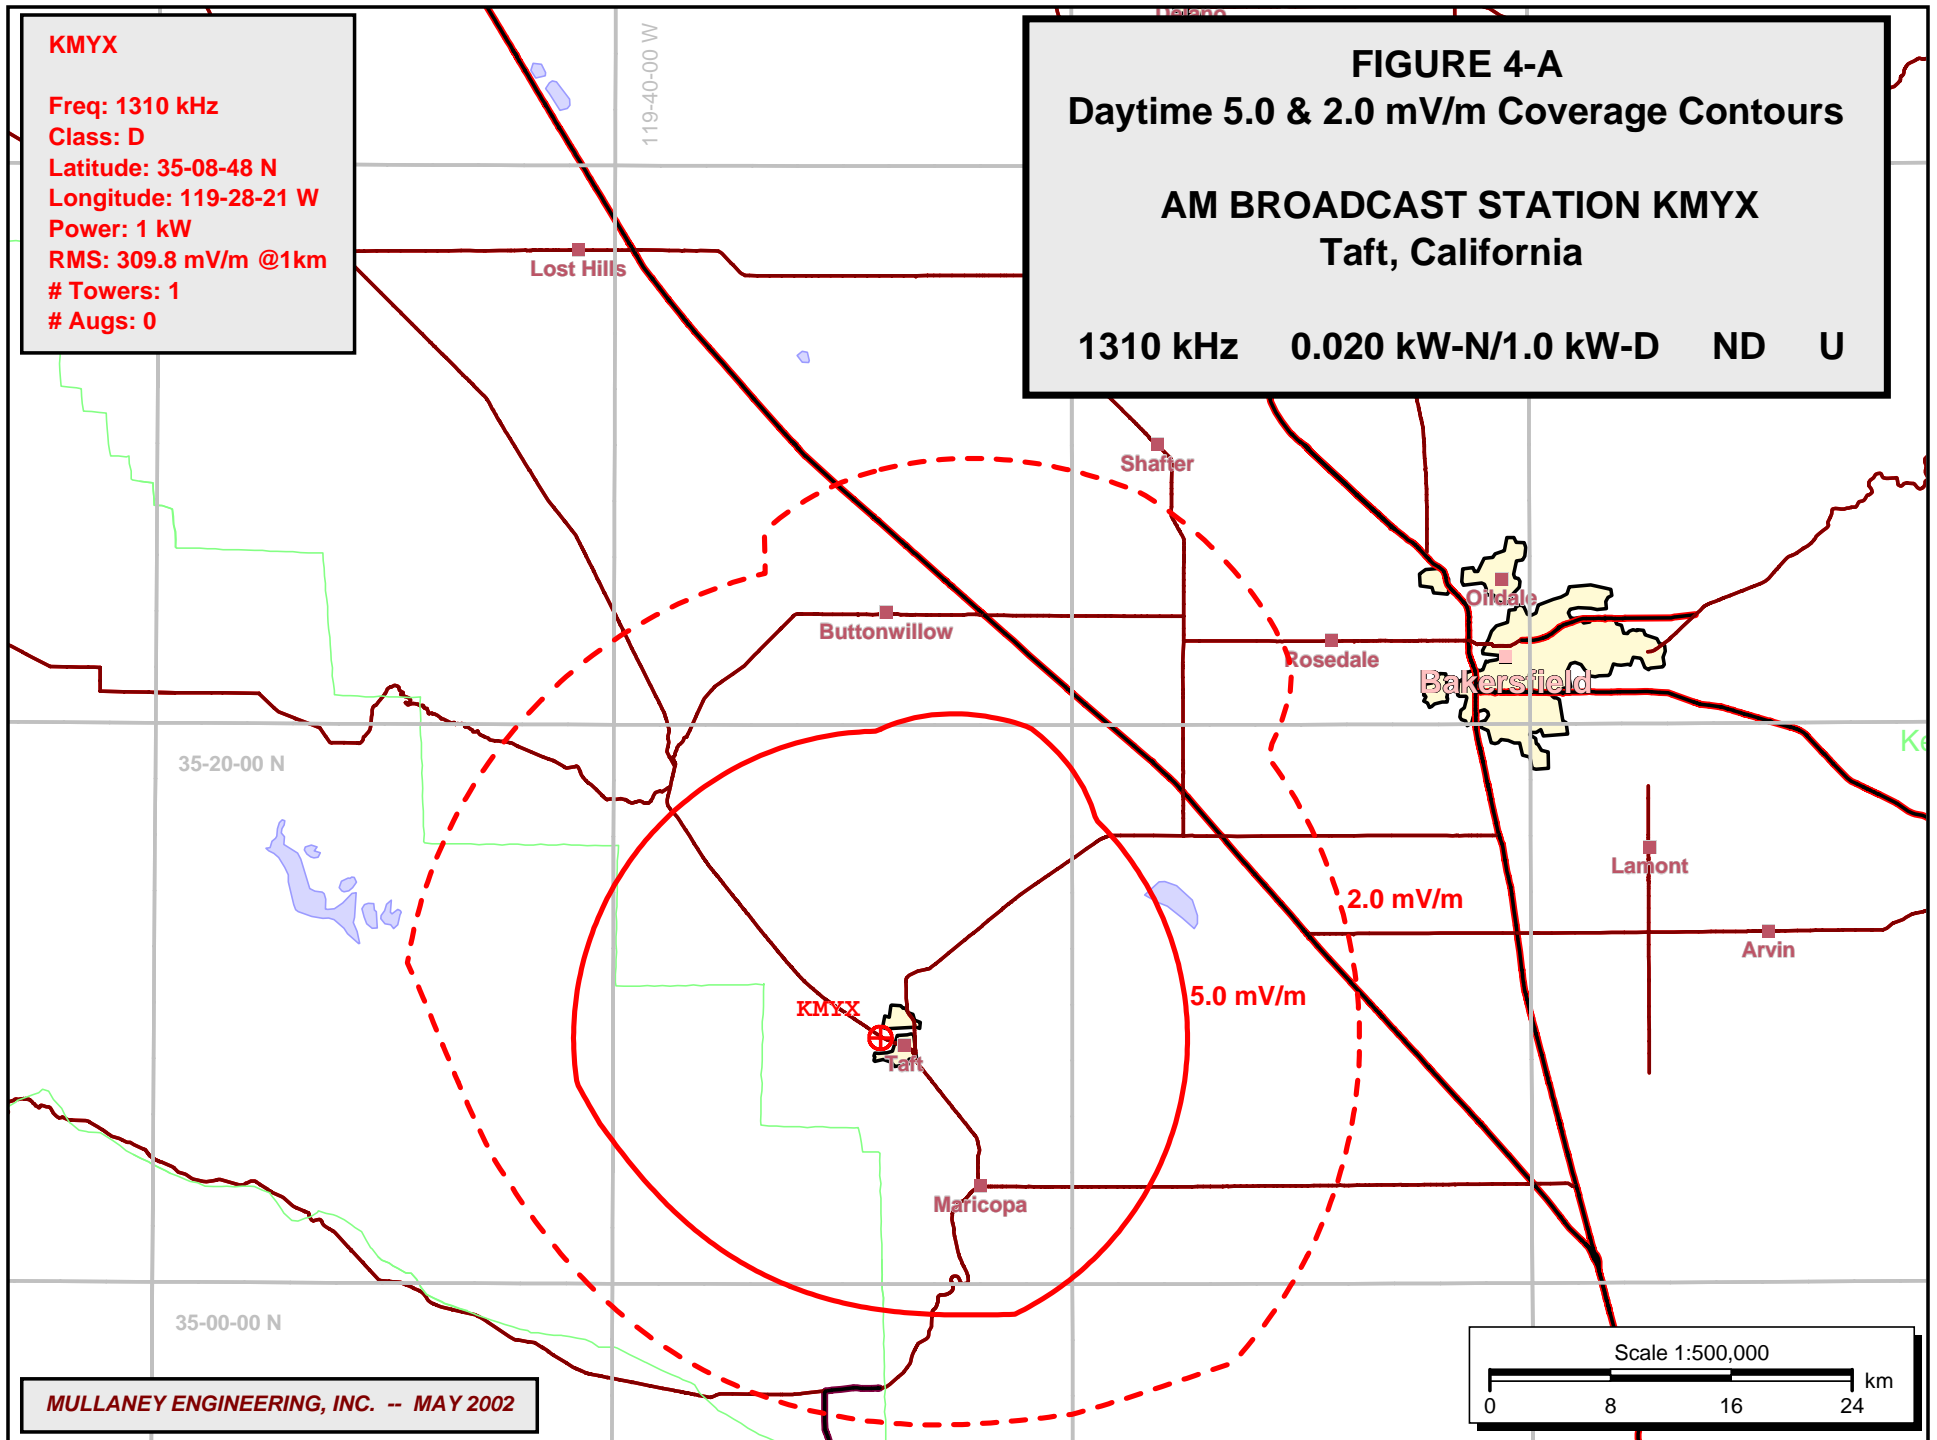 KMYX
Freq: 1310 kHz
Class: D
Latitude: 35-08-48 N
Longitude: 119-28-21 W
Power: 1 kW
RMS: 309.8 mV/m @1km
# Towers: 1
# Augs: 0
119-40-00 W
Delano
FIGURE 4-A
Daytime 5.0 & 2.0 mV/m Coverage Contours
AM BROADCAST STATION KMYX
Taft, California
1310 kHz 0.020 kW-N/1.0 kW-D ND U
Lost Hills
Shafter
Oildale
Buttonwillow
Rosedale
Bakersfield
35-20-00 N
Ke
Lamont
2.0 mV/m
Arvin
5.0 mV/m
KMYX
Taft
Maricopa
35-00-00 N
Scale 1:500,000
km
0 8 16 24
MULLANEY ENGINEERING, INC. -- MAY 2002